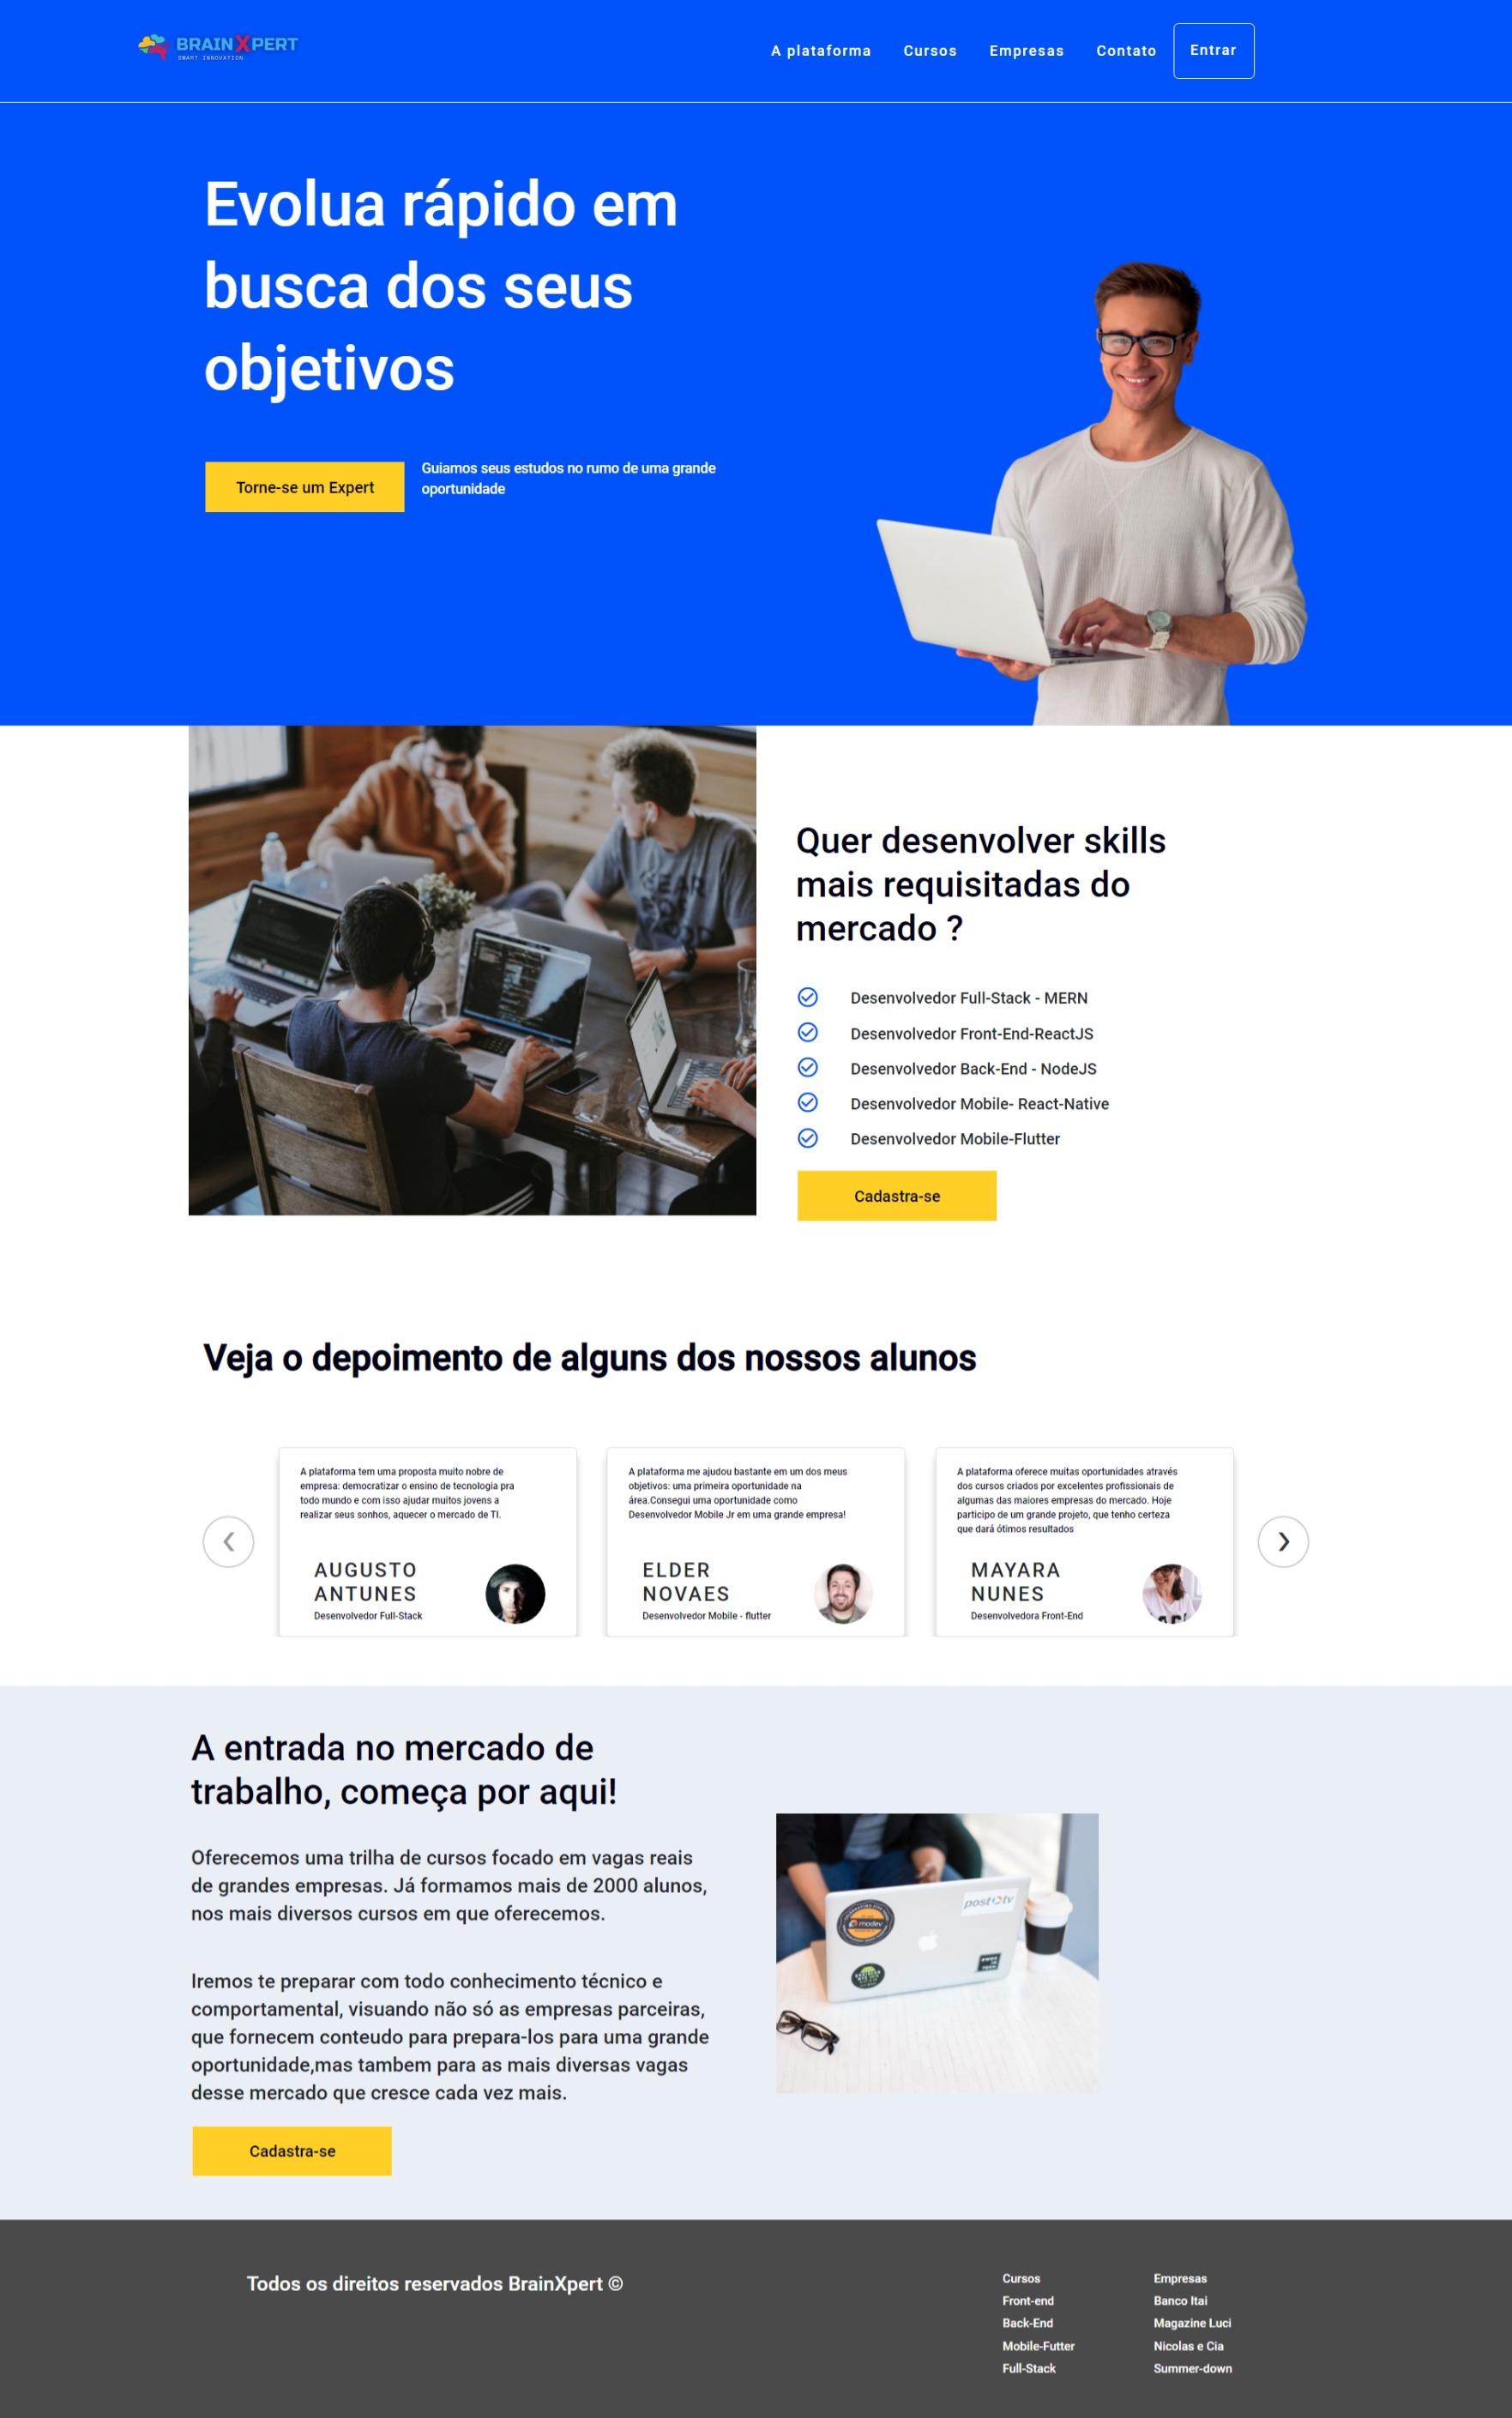 BRAINXPERT
SMART INNOVATION
A plataforma
Cursos
Empresas
Contato
Entrar
Evolua rápido em
busca dos seus
objetivos
Torne-se um Expert
Guiamos seus estudos no rumo de uma grande
oportunidade
YEAR
Quer desenvolver skills
mais requisitadas do
mercado ?
Desenvolvedor Full-Stack - MERN
Desenvolvedor Front-End-ReactJS
Desenvolvedor Back-End - NodeJS
Desenvolvedor Mobile- React-Native
Desenvolvedor Mobile-Flutter
Cadastra-se
Veja o depoimento de alguns dos nossos alunos
A plataforma tem uma proposta muito nobre de
empresa: democratizar o ensino de tecnologia pra
todo mundo e com isso ajudar muitos jovens a
realizar seus sonhos, aquecer o mercado de TI.
AUGUSTO
ANTUNES
Desenvolvedor Full-Stack
A plataforma me ajudou bastante em um dos meus
objetivos: uma primeira oportunidade na
área.Consegui uma oportunidade como
Desenvolvedor Mobile Jr em uma grande empresa!
ELDER
NOVAES
Desenvolvedor Mobile - flutter
A plataforma oferece muitas oportunidades através
dos cursos criados por excelentes profissionais de
algumas das maiores empresas do mercado. Hoje
participo de um grande projeto, que tenho certeza
que dará ótimos resultados
MAYARA
NUNES
Desenvolvedora Front-End
A entrada no mercado de
trabalho, começa por aqui!
Oferecemos uma trilha de cursos focado em vagas reais
de grandes empresas. Já formamos mais de 2000 alunos,
nos mais diversos cursos em que oferecemos.
Iremos te preparar com todo conhecimento técnico e
comportamental, visuando não só as empresas parceiras,
que fornecem conteudo para prepara-los para uma grande
oportunidade,mas tambem para as mais diversas vagas
desse mercado que cresce cada vez mais.
Cadastra-se
post tv
modev
Todos os direitos reservados BrainXpert ©
Cursos
Front-end
Back-End
Mobile-Futter
Full-Stack
Empresas
Banco Itai
Magazine Luci
Nicolas e Cia
Summer-down